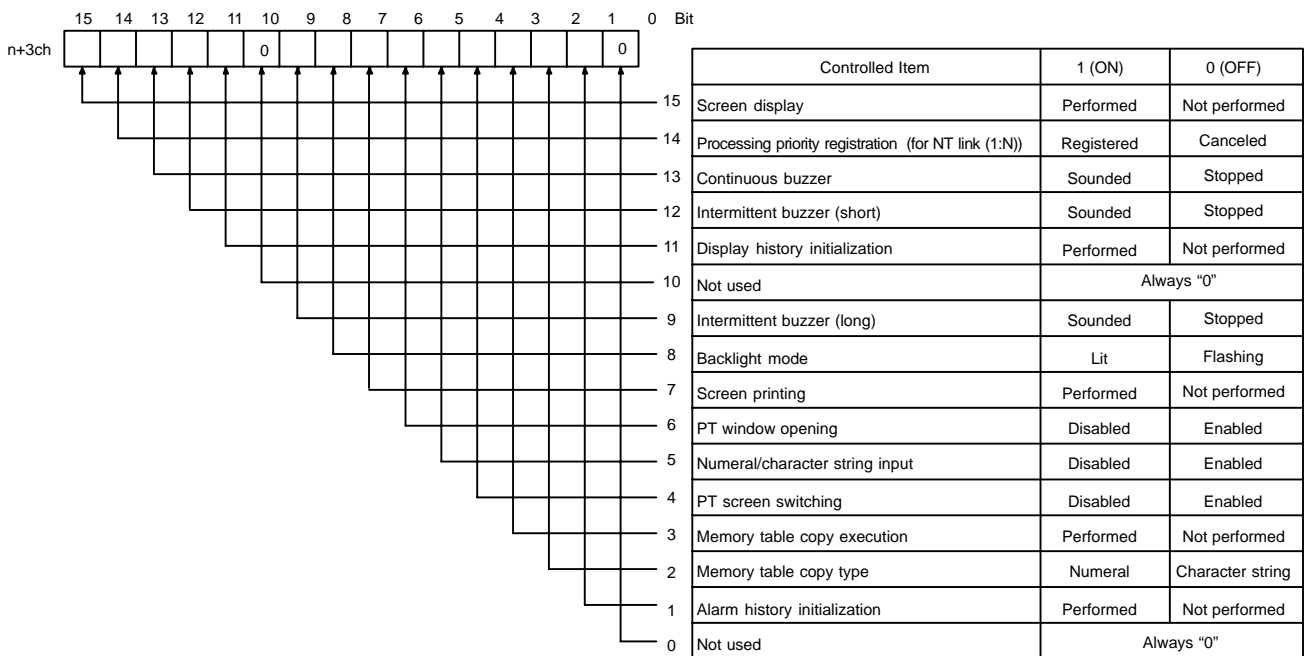 15 14 13 12 11 10 9 8 7 6 5 4 3 2 1 0 Bit
n+3ch 0 0
Controlled Item 1 (ON) 0 (OFF)
15 Screen display Performed Not performed
14 Processing priority registration (for NT link (1:N)) Registered Canceled
13 Continuous buzzer Sounded Stopped
12 Intermittent buzzer (short) Sounded Stopped
11 Display history initialization Performed Not performed
10 Not used Always “0”
9 Intermittent buzzer (long) Sounded Stopped
8 Backlight mode Lit Flashing
7 Screen printing Performed Not performed
6 PT window opening Disabled Enabled
5 Numeral/character string input Disabled Enabled
4 PT screen switching Disabled Enabled
3 Memory table copy execution Performed Not performed
2 Memory table copy type Numeral Character string
1 Alarm history initialization Performed Not performed
0 Not used Always “0”